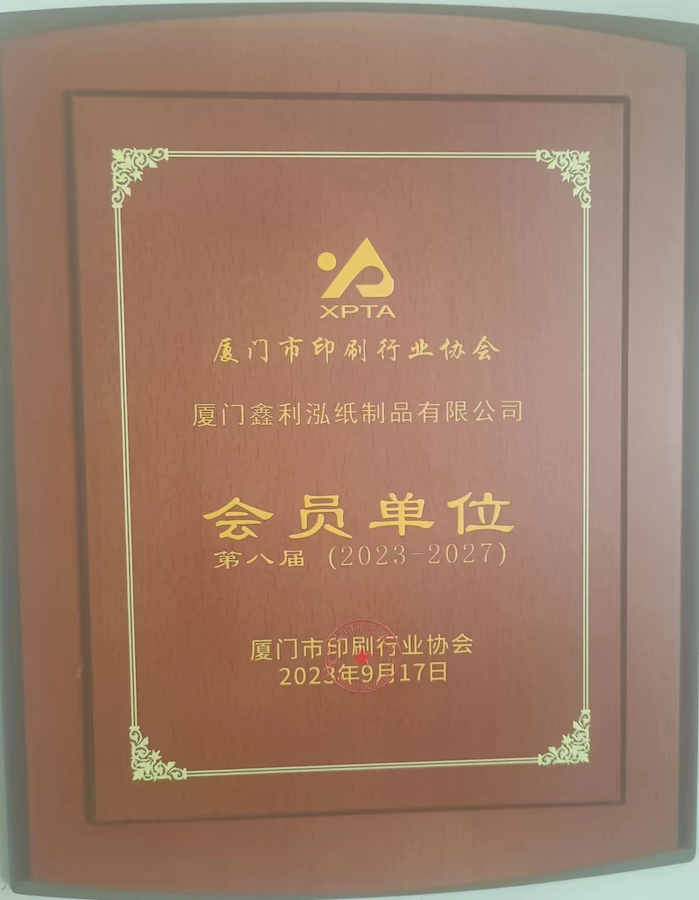 XPTA
厦门市印刷行业协会
厦门鑫利泓纸制品有限公司
会员单位
第八届 (2023-2027)
厦门市印刷行业协会
2023年9月17日